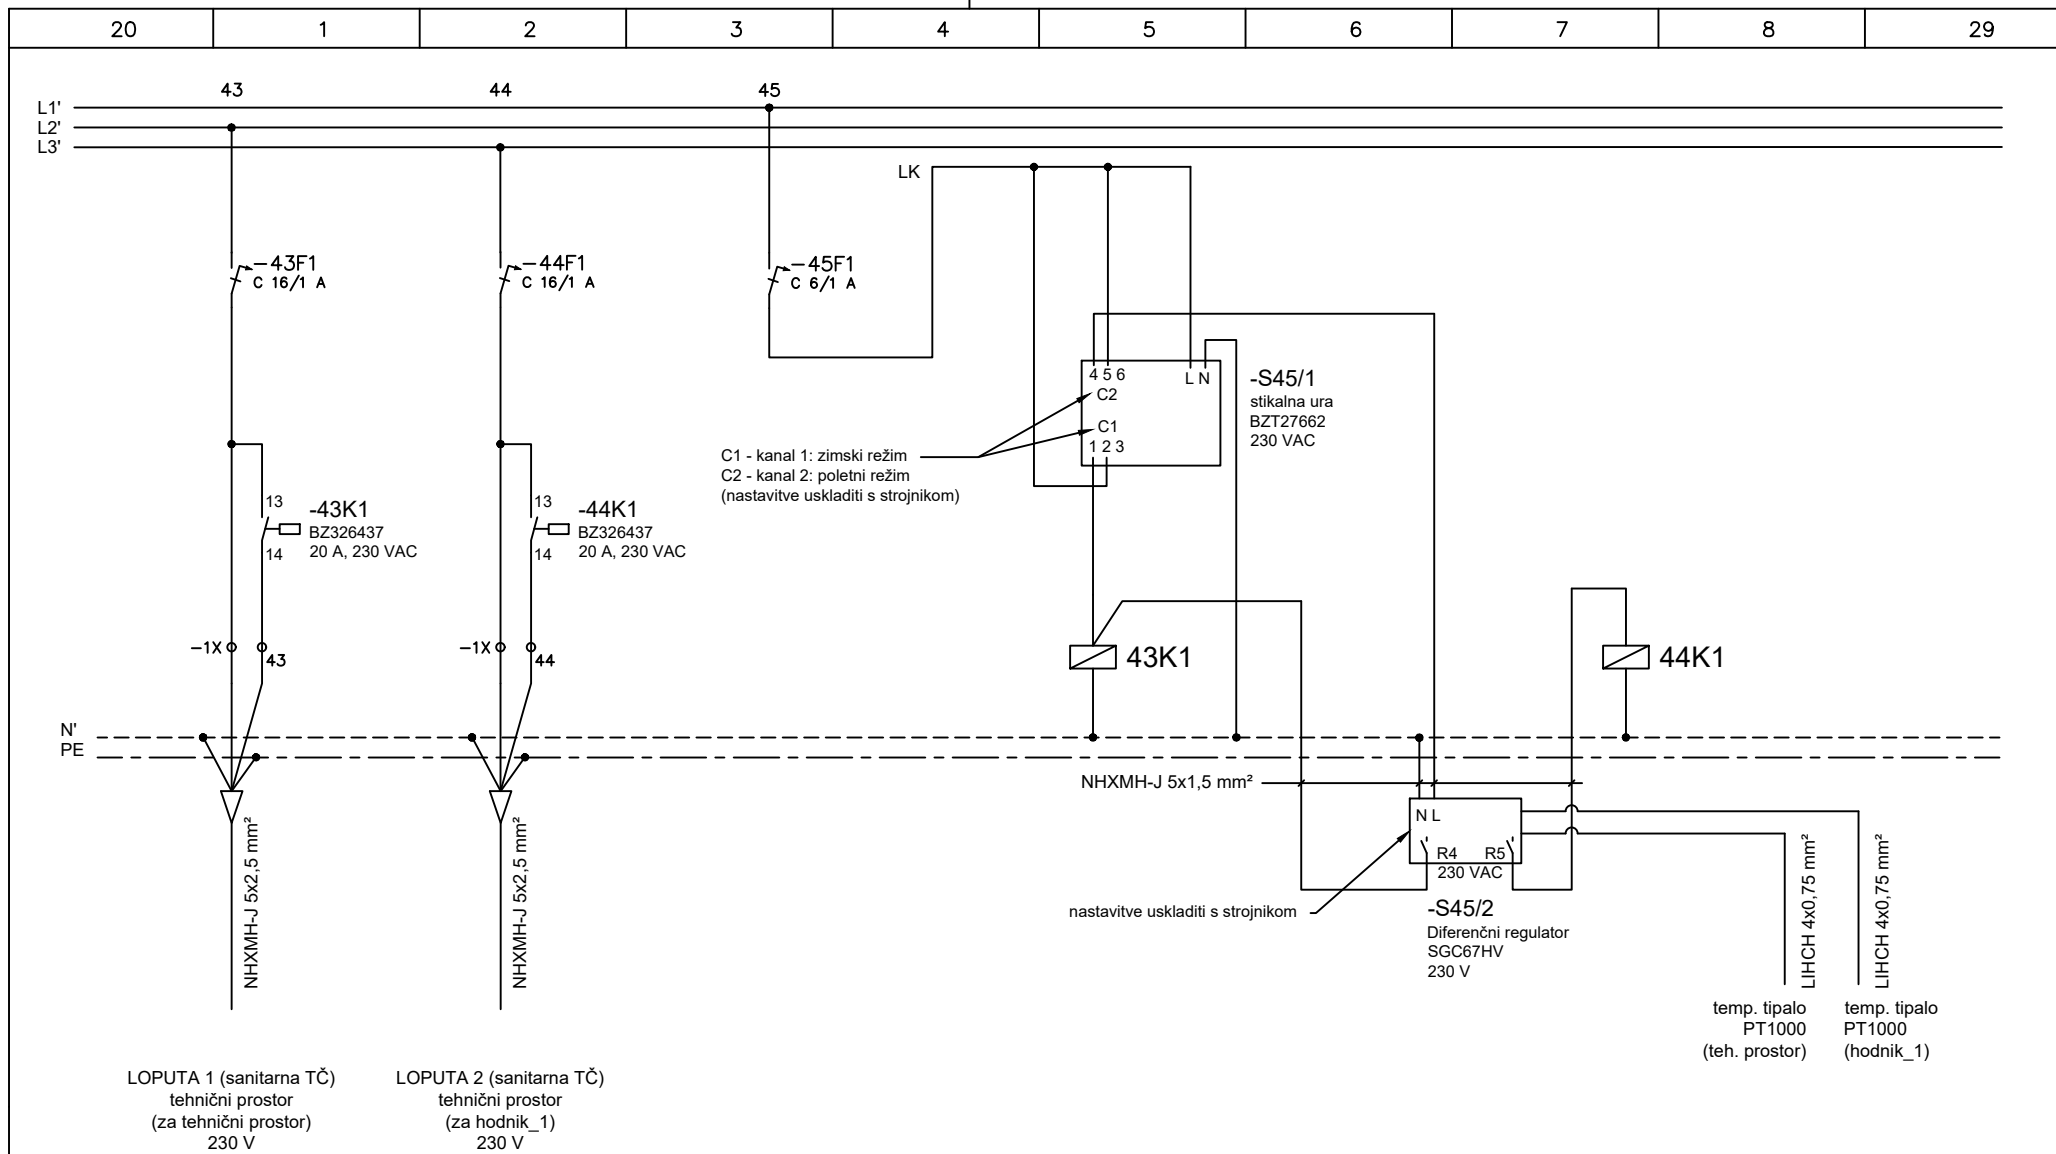 20 1 2 3 4 5 6 7 8 29
43 44 45
L1'
L2'
L3'
LK
-43F1
C 16/1 A
-44F1
C 16/1 A
-45F1
C 6/1 A
4 5 6 L N
C2
C1
1 2 3
-S45/1
stikalna ura
BZT27662
230 VAC
C1 - kanal 1: zimski režim
C2 - kanal 2: poletni režim
(nastavitve uskladiti s strojnikom)
13
14
-43K1
BZ326437
20 A, 230 VAC
13
14
-44K1
BZ326437
20 A, 230 VAC
-1X
43
-1X
44
43K1
44K1
N'
PE
NHXMH-J 5x1,5 mm²
N L
R4 R5
230 VAC
nastavitve uskladiti s strojnikom
-S45/2
Diferenčni regulator
SGC67HV
230 V
NHXMH-J 5x2,5 mm²
NHXMH-J 5x2,5 mm²
LIHCH 4x0,75 mm²
LIHCH 4x0,75 mm²
temp. tipalo
PT1000
(teh. prostor)
temp. tipalo
PT1000
(hodnik_1)
LOPUTA 1 (sanitarna TČ)
tehnični prostor
(za tehnični prostor)
230 V
LOPUTA 2 (sanitarna TČ)
tehnični prostor
(za hodnik_1)
230 V